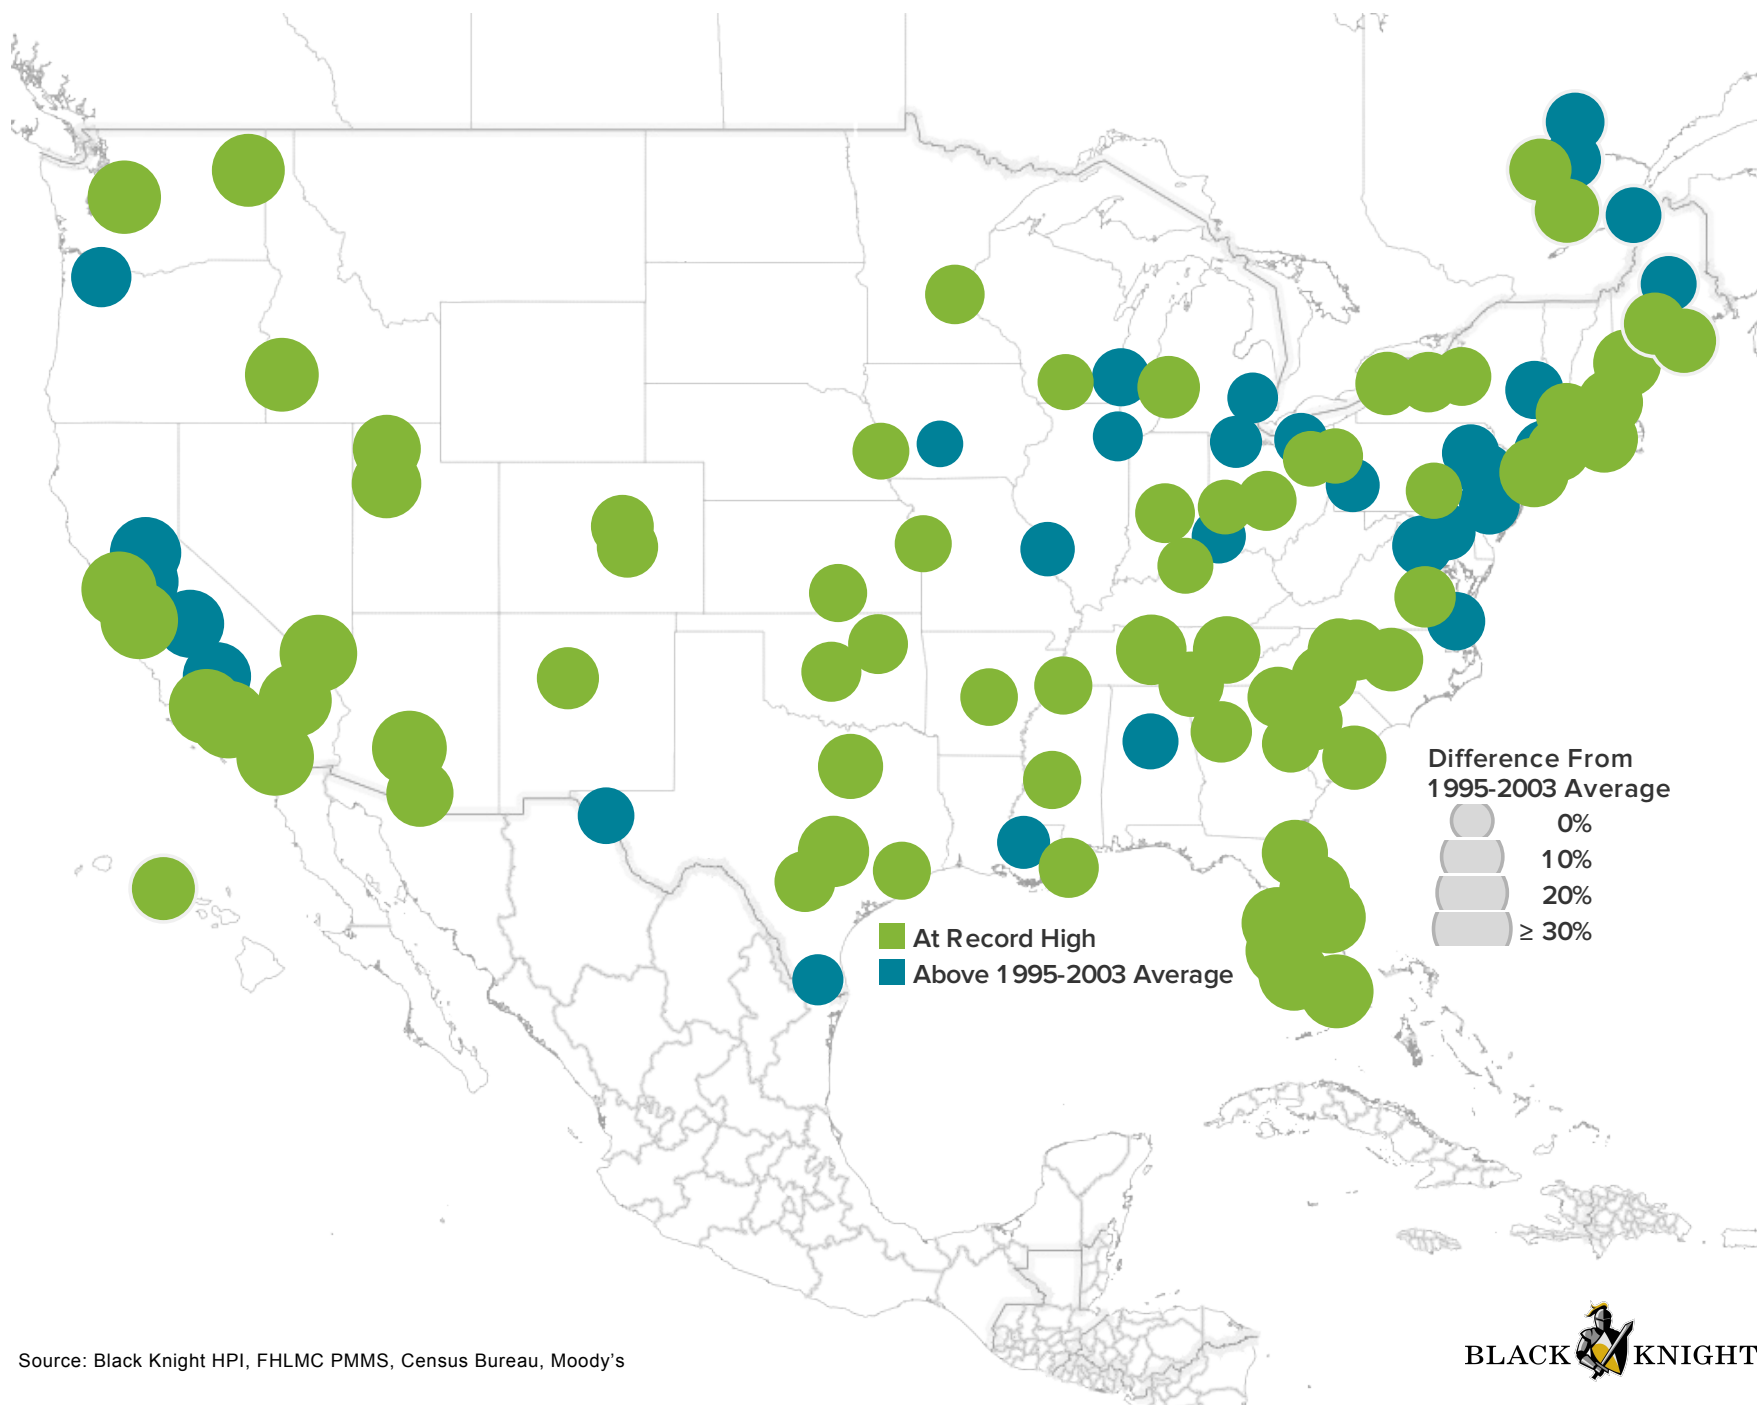 Difference From
1995-2003 Average
0%
10%
20%
≥ 30%
At Record High
Above 1995-2003 Average
Source: Black Knight HPI, FHLMC PMMS, Census Bureau, Moody’s
BLACK KNIGHT